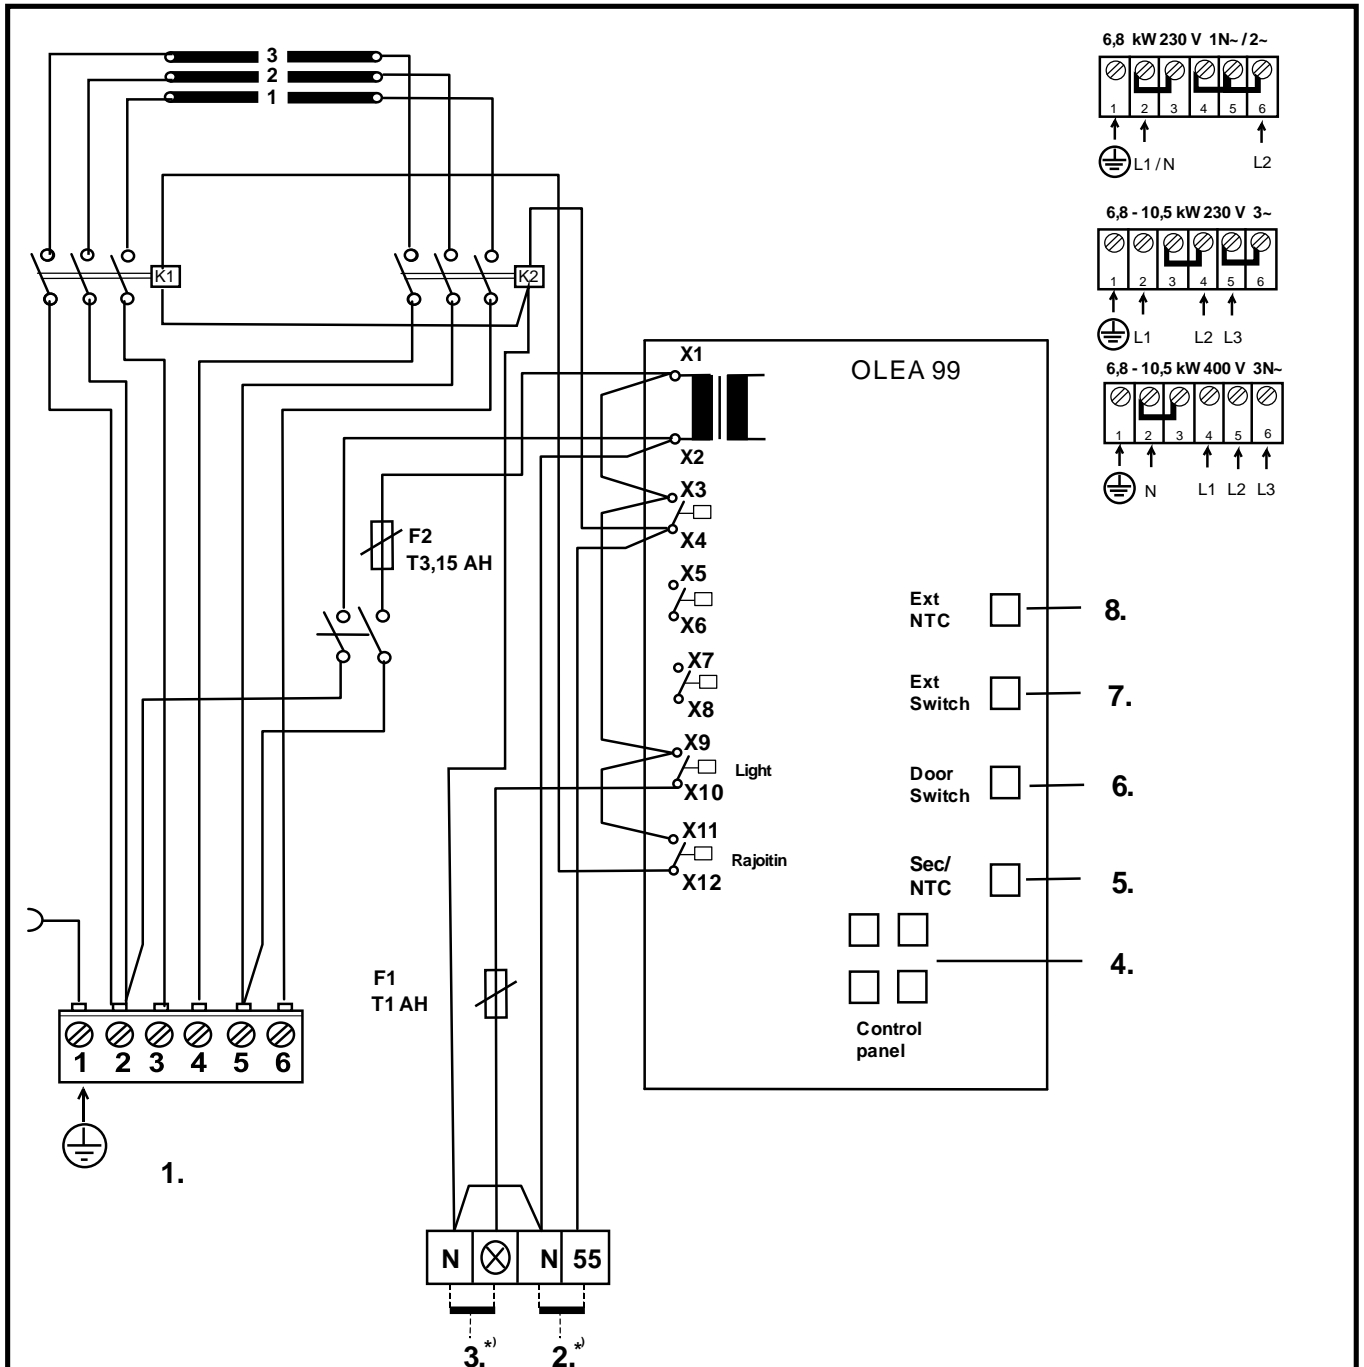 3
2
1
K1
K2
6,8 kW 230 V 1N~ / 2~
1 2 3 4 5 6
L1 / N L2
6,8 - 10,5 kW 230 V 3~
1 2 3 4 5 6
L1 L2 L3
6,8 - 10,5 kW 400 V 3N~
1 2 3 4 5 6
N L1 L2 L3
OLEA 99
X1
X2
X3
X4
X5
X6
X7
X8
X9
Light
X10
X11
Rajoitin
X12
F2
T3,15 AH
Ext
NTC
8.
Ext
Switch
7.
Door
Switch
6.
Sec/
NTC
5.
4.
Control
panel
F1
T1 AH
1 2 3 4 5 6
1.
N N 55
3.*) 2.*)